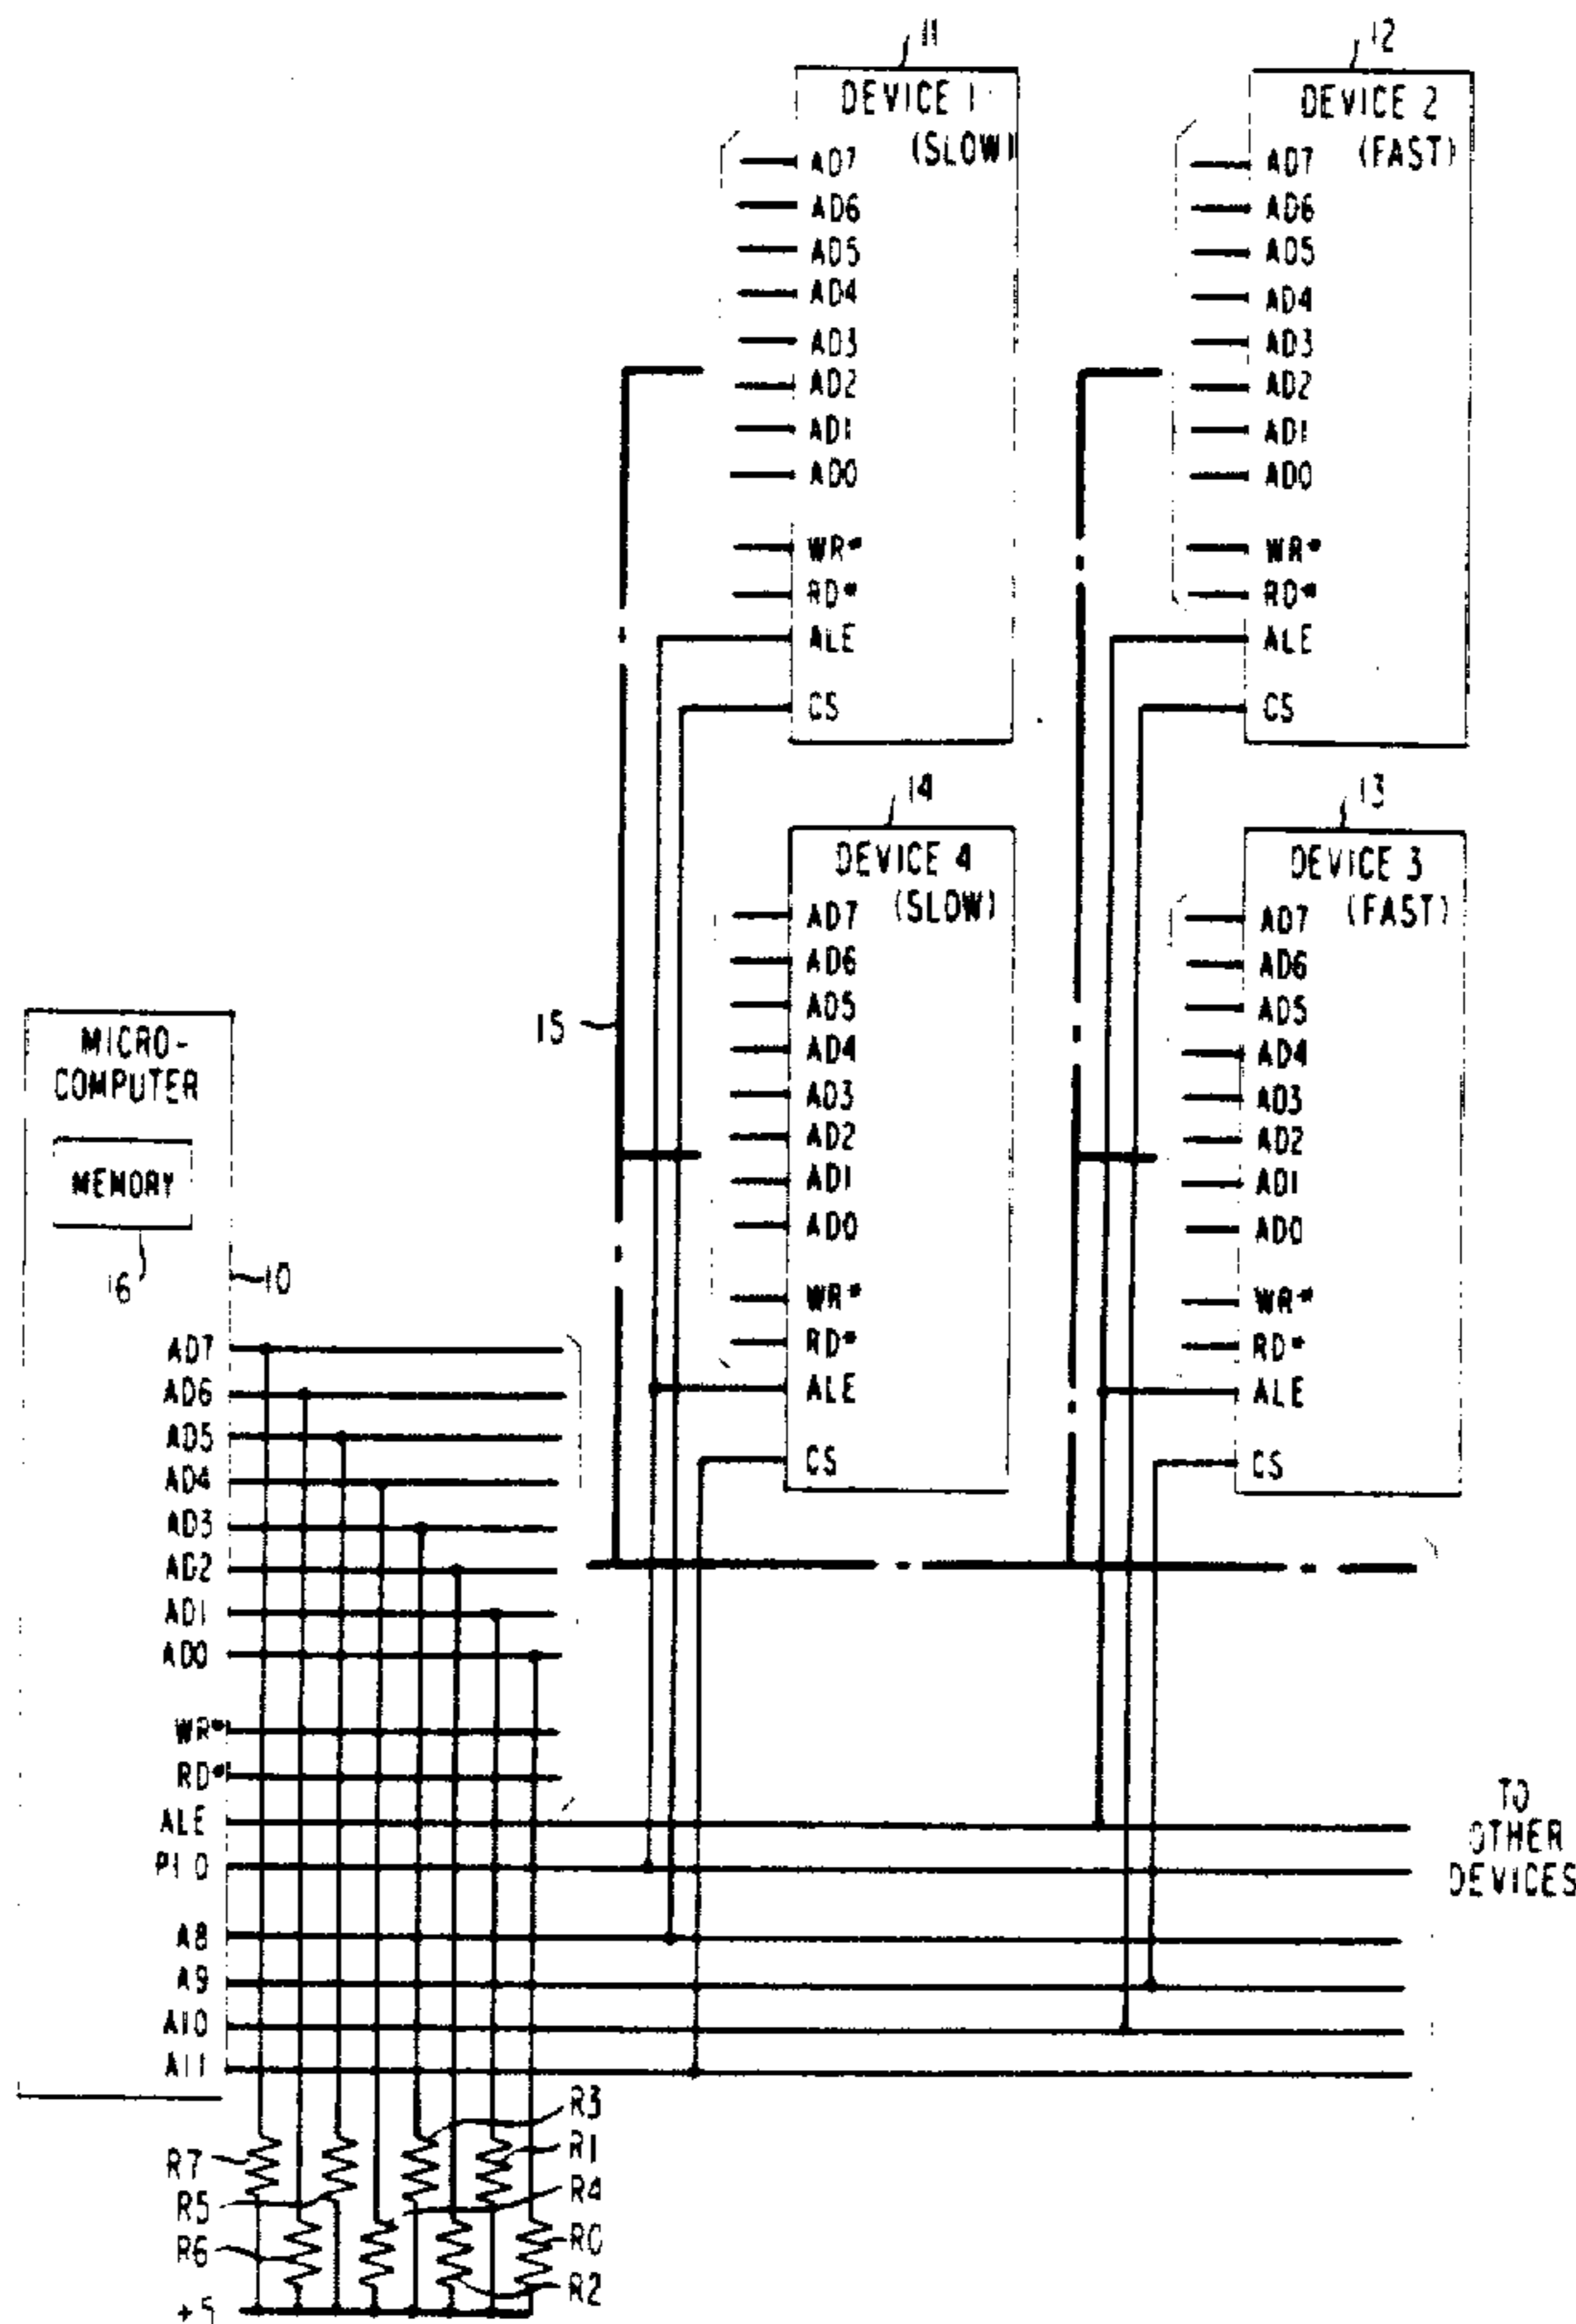 11
DEVICE 1
(SLOW)
AD7
AD6
AD5
AD4
AD3
AD2
AD1
AD0
WR*
RD*
ALE
CS
12
DEVICE 2
(FAST)
AD7
AD6
AD5
AD4
AD3
AD2
AD1
AD0
WR*
RD*
ALE
CS
14
DEVICE 4
(SLOW)
AD7
AD6
AD5
AD4
AD3
AD2
AD1
AD0
WR*
RD*
ALE
CS
13
DEVICE 3
(FAST)
AD7
AD6
AD5
AD4
AD3
AD2
AD1
AD0
WR*
RD*
ALE
CS
15
MICRO-
COMPUTER
MEMORY
16
10
AD7
AD6
AD5
AD4
AD3
AD2
AD1
AD0
WR*
RD*
ALE
P1 0
A8
A9
A10
A11
TO
OTHER
DEVICES
R3
R1
R4
R0
R2
R7
R5
R6
+5